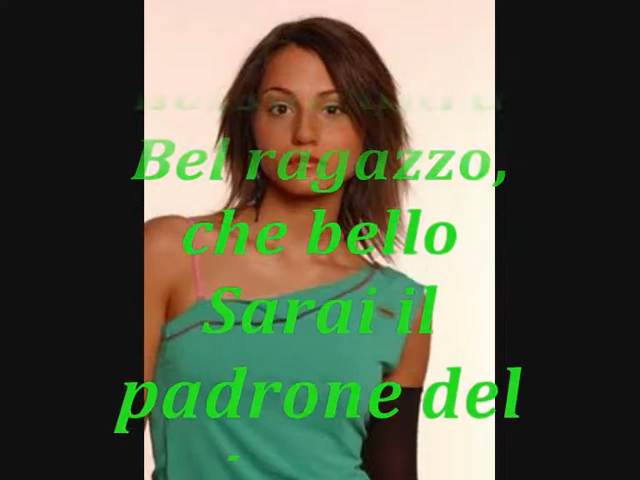 Bel ragazzo,
che bello
Sarai il
padrone del